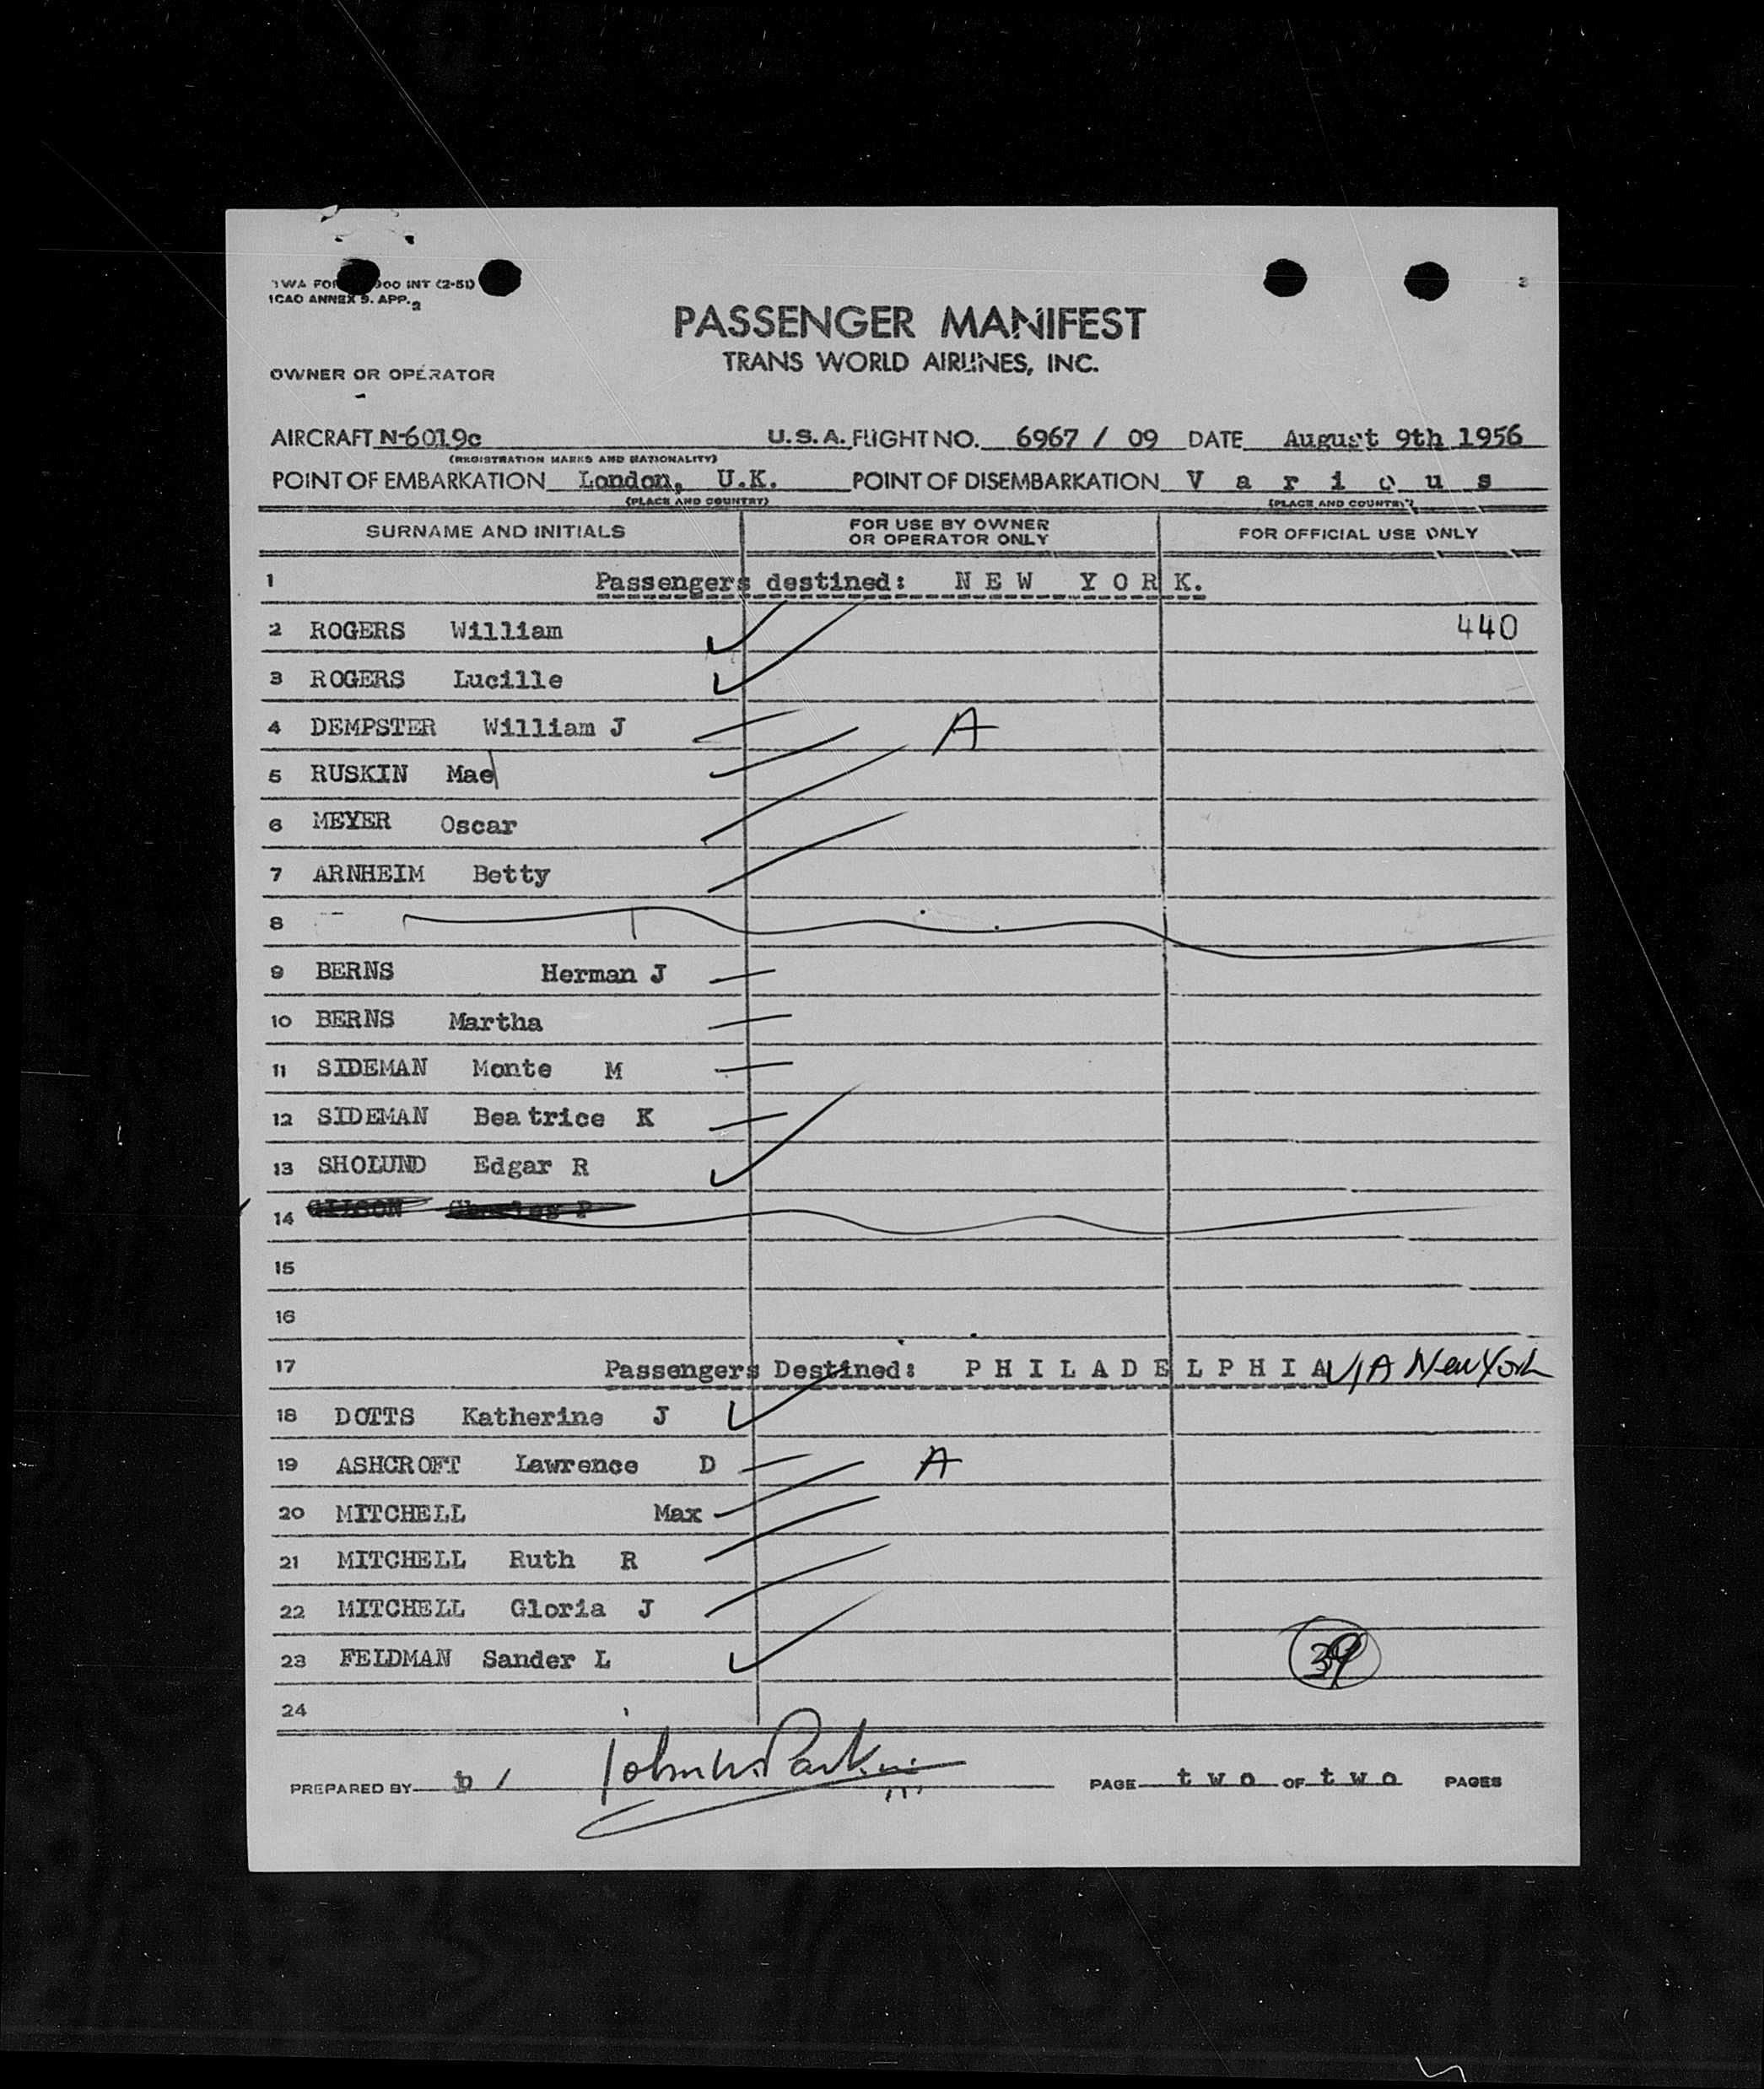 TWA FOR 900 INT (2-51)
ICAO ANNEX 9. APP. 2
PASSENGER MANIFEST
TRANS WORLD AIRLINES, INC.
OWNER OR OPERATOR
AIRCRAFT N-6019c U.S.A. FLIGHT NO. 6967 / 09 DATE August 9th 1956
(REGISTRATION MARKS AND NATIONALITY)
POINT OF EMBARKATION London, U.K. POINT OF DISEMBARKATION V a r i o u s
(PLACE AND COUNTRY) (PLACE AND COUNTRY)
SURNAME AND INITIALS FOR USE BY OWNER OR OPERATOR ONLY FOR OFFICIAL USE ONLY
1 Passengers destined: N E W Y O R K.
2 ROGERS William 440
3 ROGERS Lucille
4 DEMPSTER William J A
5 RUSKIN Mae
6 MEYER Oscar
7 ARNHEIM Betty
8
9 BERNS Herman J
10 BERNS Martha
11 SIDEMAN Monte M
12 SIDEMAN Beatrice K
13 SHOLUND Edgar R
14 Charles P
15
16
17 Passengers Destined: P H I L A D E L P H I A VIA New York
18 DOTTS Katherine J
19 ASHCROFT Lawrence D A
20 MITCHELL Max
21 MITCHELL Ruth R
22 MITCHELL Gloria J
23 FELDMAN Sander L
39
24
PREPARED BY PAGE t w o OF t w o PAGES